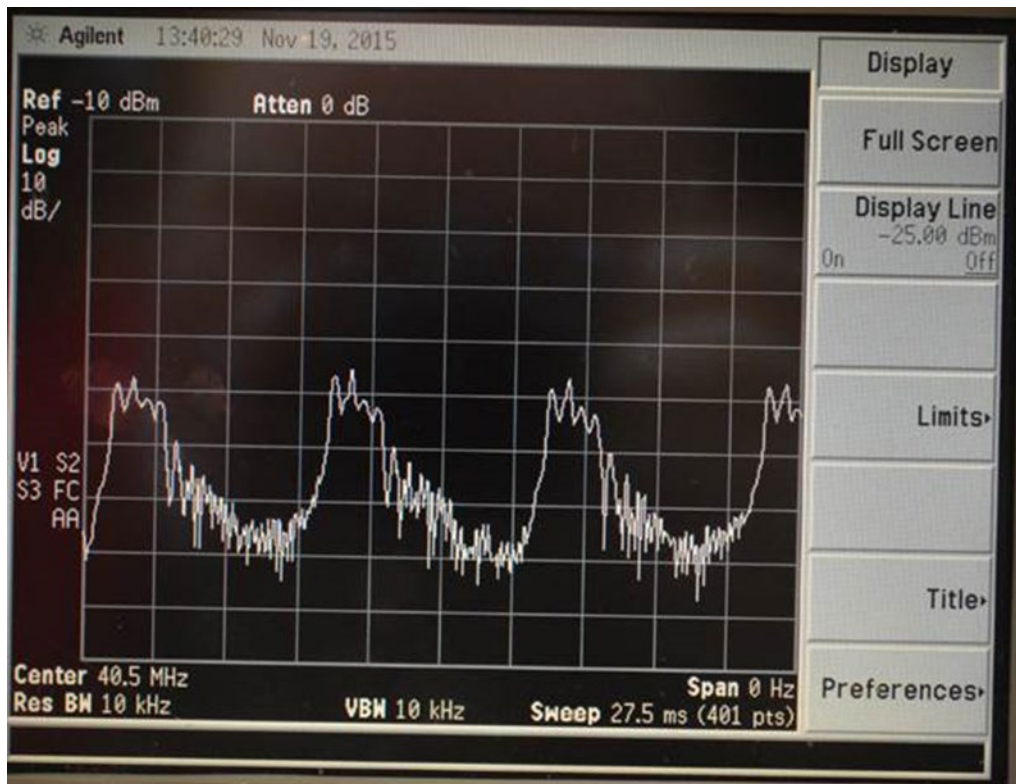 Agilent 13:40:29 Nov 19, 2015
Ref -10 dBm Atten 0 dB
Peak
Log
10
dB/
V1 S2
S3 FC
AA
Center 40.5 MHz Span 0 Hz
Res BW 10 kHz VBW 10 kHz Sweep 27.5 ms (401 pts)
Display
Full Screen
Display Line
-25.00 dBm
On Off
Limits
Title
Preferences